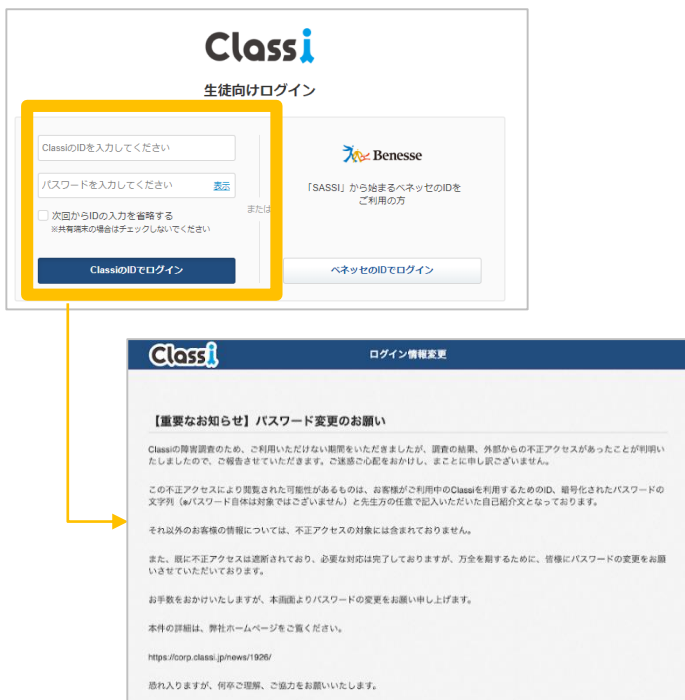 Classi
生徒向けログイン
ClassiのIDを入力してください
パスワードを入力してください 表示
次回からIDの入力を省略する
※共有端末の場合はチェックしないでください
ClassiのIDでログイン
または
Benesse
「SASSI」から始まるベネッセのIDを
ご利用の方
ベネッセのIDでログイン
Classi ログイン情報変更
【重要なお知らせ】パスワード変更のお願い
Classiの障害調査のため、ご利用いただけない期間をいただきましたが、調査の結果、外部からの不正アクセスがあったことが判明い
たしましたので、ご報告させていただきます。ご迷惑ご心配をおかけし、まことに申し訳ございません。
この不正アクセスにより閲覧された可能性があるものは、お客様がご利用中のClassiを利用するためのID、暗号化されたパスワードの
文字列（※パスワード自体は対象ではございません）と先生方の任意で記入いただいた自己紹介文となっております。
それ以外のお客様の情報については、不正アクセスの対象には含まれておりません。
また、既に不正アクセスは遮断されており、必要な対応は完了しておりますが、万全を期するために、皆様にパスワードの変更をお願
いさせていただいております。
お手数をおかけいたしますが、本画面よりパスワードの変更をお願い申し上げます。
本件の詳細は、弊社ホームページをご覧ください。
https://corp.classi.jp/news/1926/
恐れ入りますが、何卒ご理解、ご協力をお願いいたします。